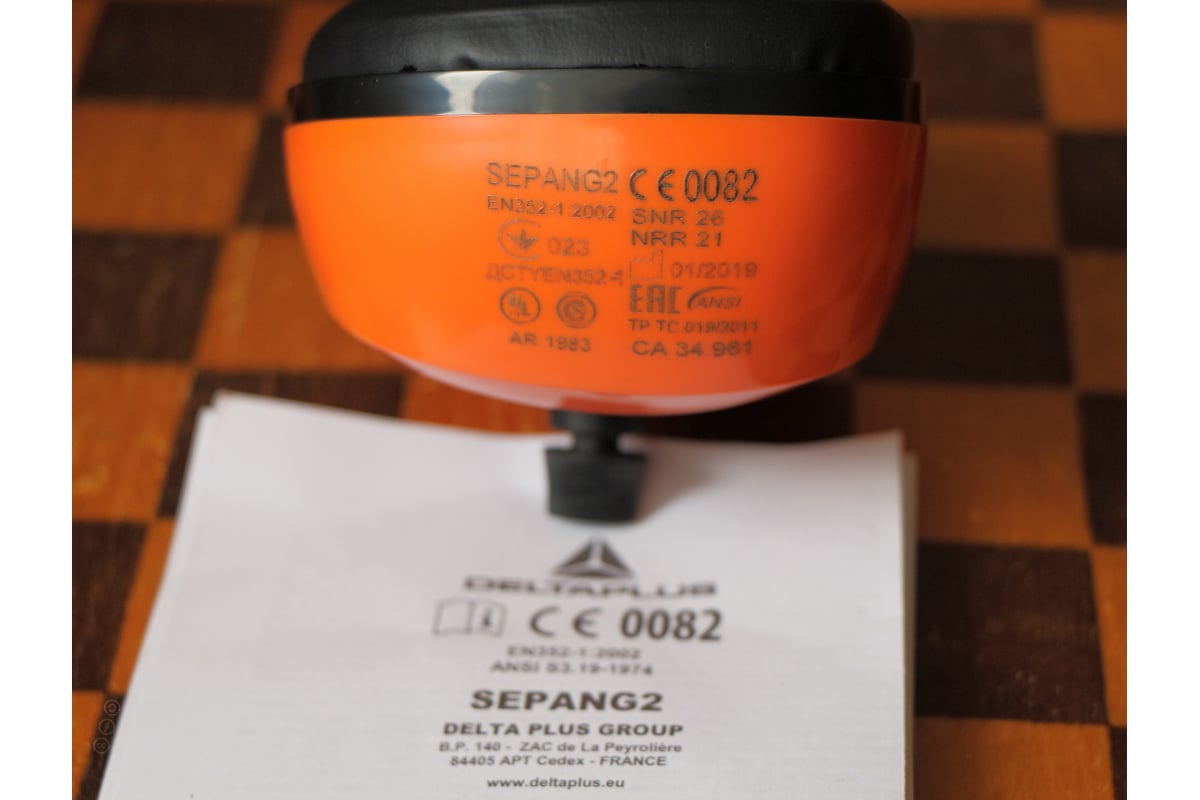 SEPANG2
EN352-1:2002
023
ДСТУEN352-1
AR 1983
CE 0082
SNR 26
NRR 21
01/2019
EAC ANSI
TP TC 019/2011
CA 34.961
DELTAPLUS
CE 0082
EN352-1:2002
ANSI S3.19-1974
SEPANG2
DELTA PLUS GROUP
B.P. 140 - ZAC de La Peyrolière
84405 APT Cedex - FRANCE
www.deltaplus.eu